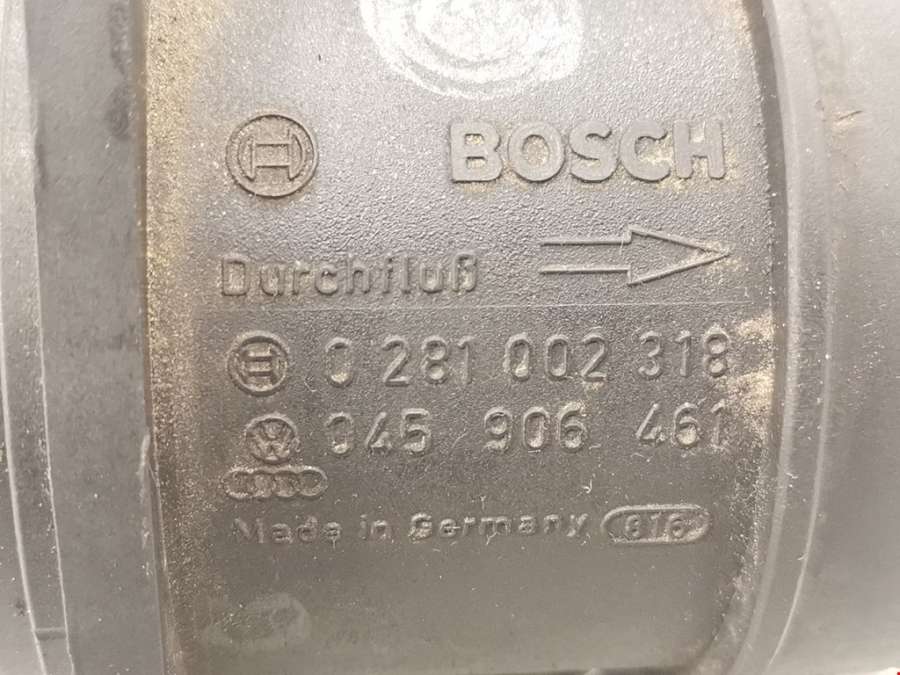 BOSCH
Durchfluß
0 281 002 318
045 906 461
Made in Germany